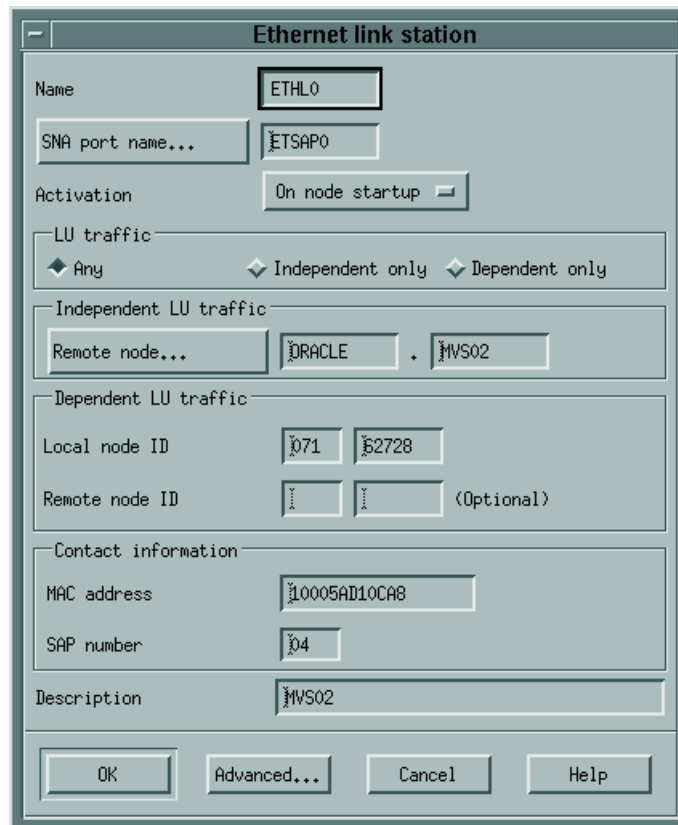 Ethernet link station
Name ETHL0
SNA port name... ETSAP0
Activation On node startup
LU traffic
Any Independent only Dependent only
Independent LU traffic
Remote node... ORACLE . MVS02
Dependent LU traffic
Local node ID 071 62728
Remote node ID (Optional)
Contact information
MAC address 10005AD10CA8
SAP number 04
Description MVS02
OK Advanced... Cancel Help